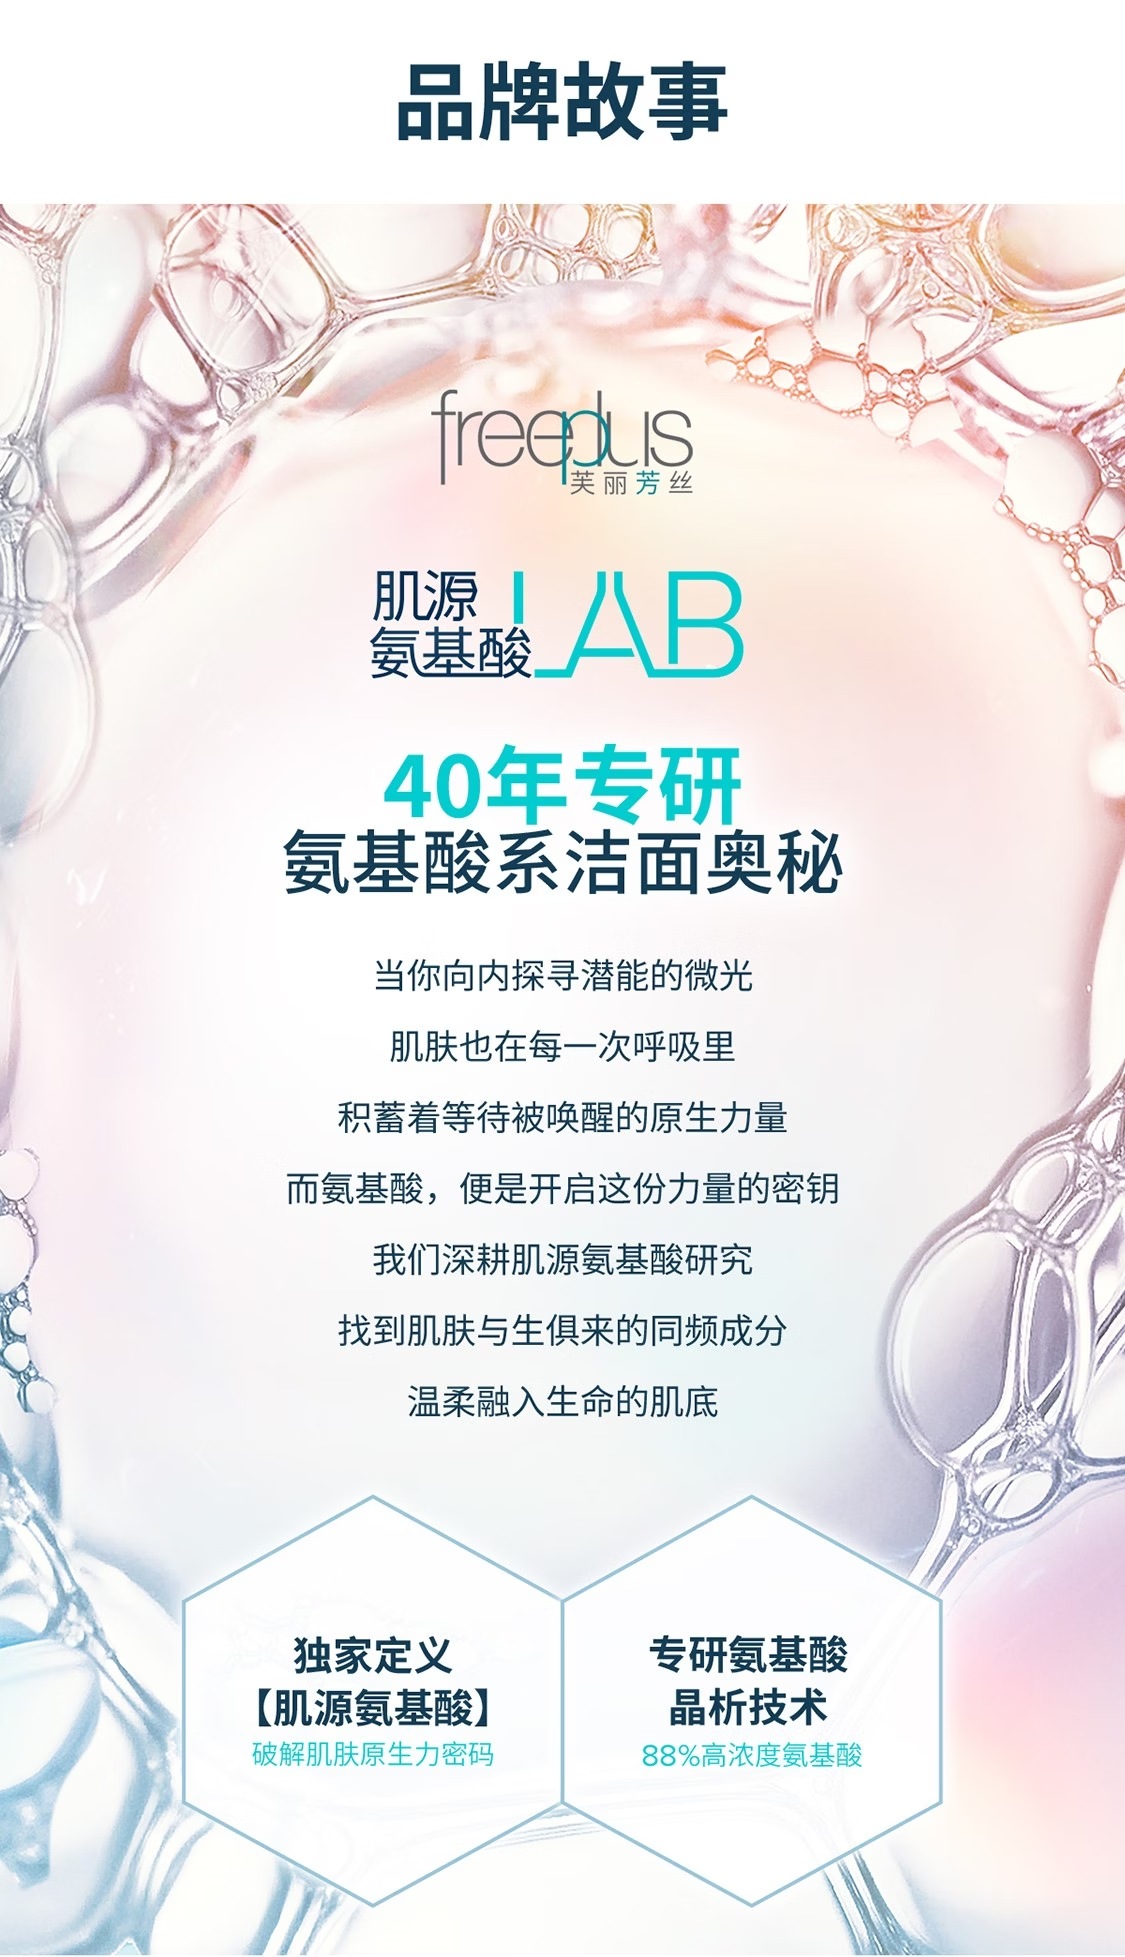 品牌故事
freeplus
芙丽芳丝
肌源
氨基酸
LAB
40年专研
氨基酸系洁面奥秘
当你向内探寻潜能的微光
肌肤也在每一次呼吸里
积蓄着等待被唤醒的原生力量
而氨基酸，便是开启这份力量的密钥
我们深耕肌源氨基酸研究
找到肌肤与生俱来的同频成分
温柔融入生命的肌底
独家定义
【肌源氨基酸】
破解肌肤原生力密码
专研氨基酸
晶析技术
88%高浓度氨基酸